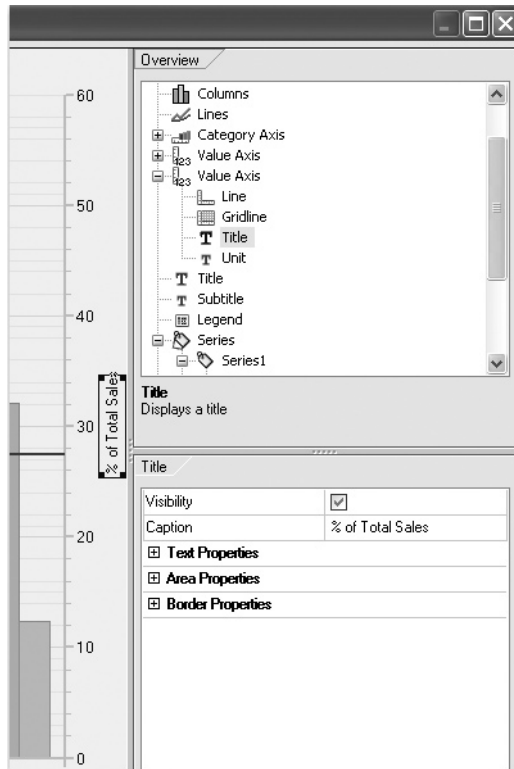 Overview
Columns
Lines
Category Axis
123 Value Axis
123 Value Axis
Line
Gridline
T Title
T Unit
T Title
T Subtitle
Legend
Series
Series1
Title
Displays a title
Title
Visibility
Caption % of Total Sales
Text Properties
Area Properties
Border Properties
60
50
40
30
20
10
0
% of Total Sales